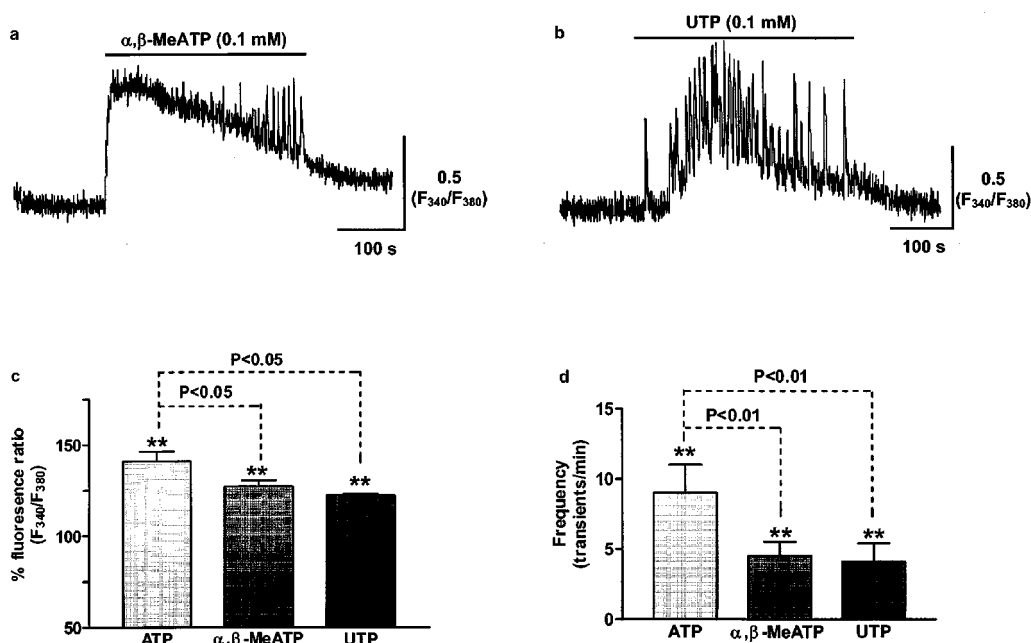 a
α,β-MeATP (0.1 mM)
0.5
(F340/F380)
100 s
b
UTP (0.1 mM)
0.5
(F340/F380)
100 s
c
P<0.05
P<0.05
% fluoresence ratio
(F340/F380)
150
100
50
**
**
**
ATP
α,β-MeATP
UTP
d
P<0.01
P<0.01
Frequency
(transients/min)
15
10
5
0
**
**
**
ATP
α,β-MeATP
UTP